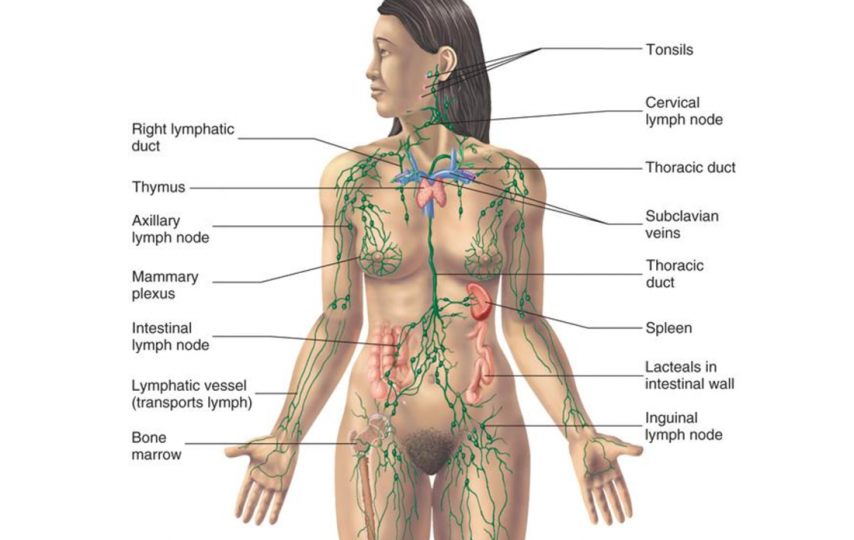 Tonsils
Cervical
lymph node
Right lymphatic
duct
Thoracic duct
Thymus
Axillary
lymph node
Subclavian
veins
Mammary
plexus
Thoracic
duct
Intestinal
lymph node
Spleen
Lymphatic vessel
(transports lymph)
Lacteals in
intestinal wall
Bone
marrow
Inguinal
lymph node